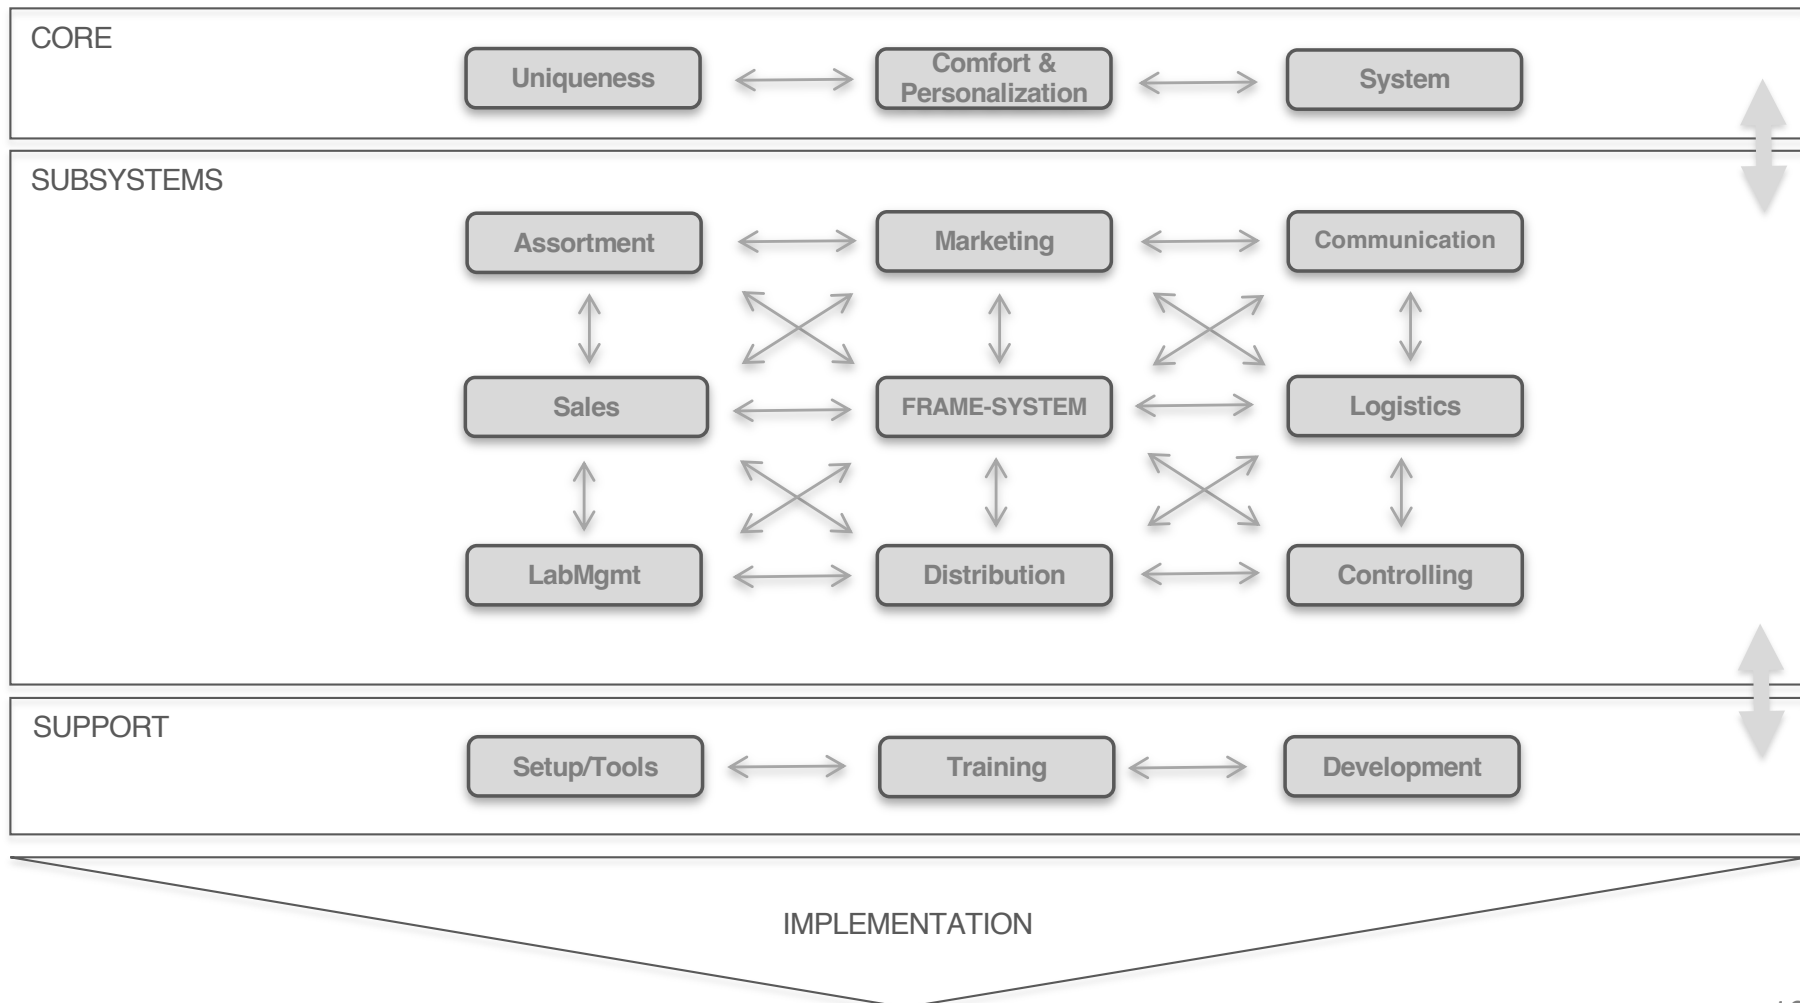 CORE
Uniqueness
Comfort &
Personalization
System
SUBSYSTEMS
Assortment
Marketing
Communication
Sales
FRAME-SYSTEM
Logistics
LabMgmt
Distribution
Controlling
SUPPORT
Setup/Tools
Training
Development
IMPLEMENTATION